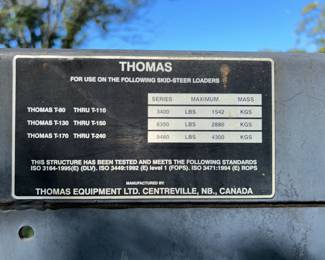 THOMAS
FOR USE ON THE FOLLOWING SKID-STEER LOADERS
SERIES MAXIMUM MASS
THOMAS T-80 THRU T-110 3400 LBS 1542 KGS
THOMAS T-130 THRU T-150 6350 LBS 2880 KGS
THOMAS T-170 THRU T-240 9460 LBS 4300 KGS
THIS STRUCTURE HAS BEEN TESTED AND MEETS THE FOLLOWING STANDARDS
ISO 3164-1995(E) (DLV). ISO 3449:1992 (E) level 1 (FOPS). ISO 3471:1994 (E) ROPS
MANUFACTURED BY
THOMAS EQUIPMENT LTD. CENTREVILLE, NB., CANADA